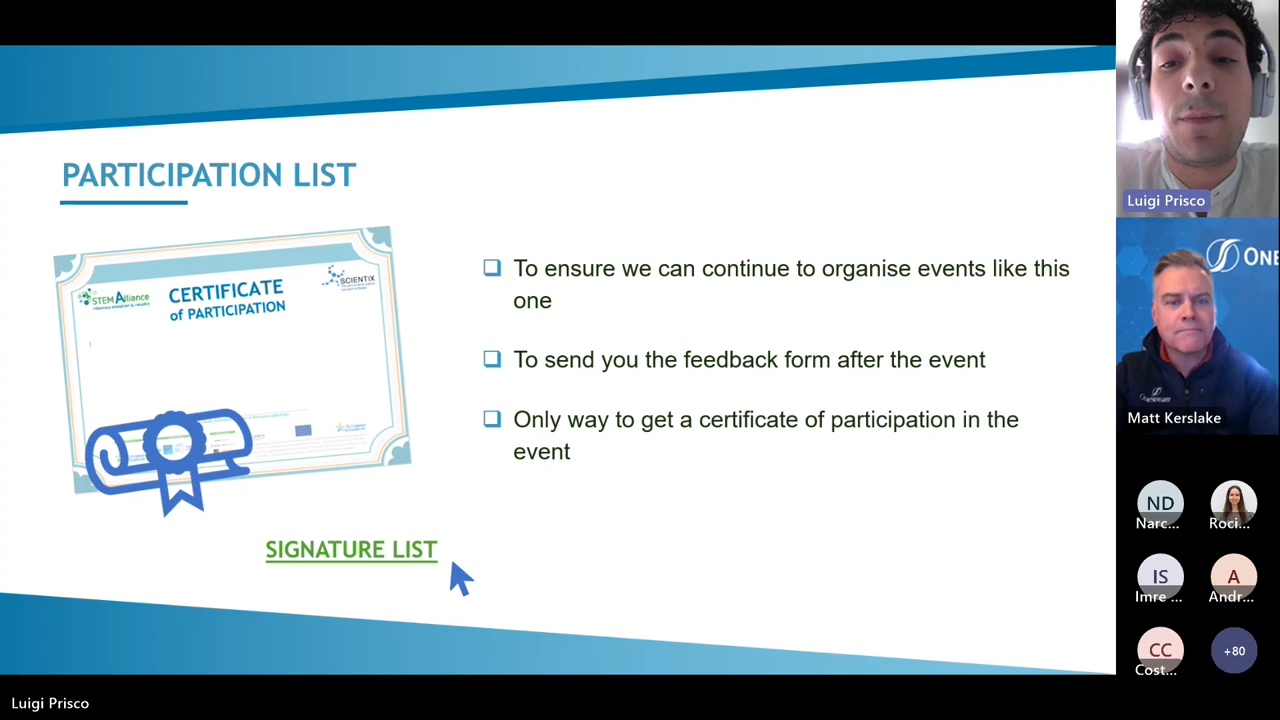 PARTICIPATION LIST
STEM Alliance
SCIENTIX
CERTIFICATE
of PARTICIPATION
To ensure we can continue to organise events like this
one
To send you the feedback form after the event
Only way to get a certificate of participation in the
event
SIGNATURE LIST
Luigi Prisco
ONE
Matt Kerslake
ND
Narc...
Roci...
IS
Imre ...
A
Andr...
CC
Cost...
+80
Luigi Prisco